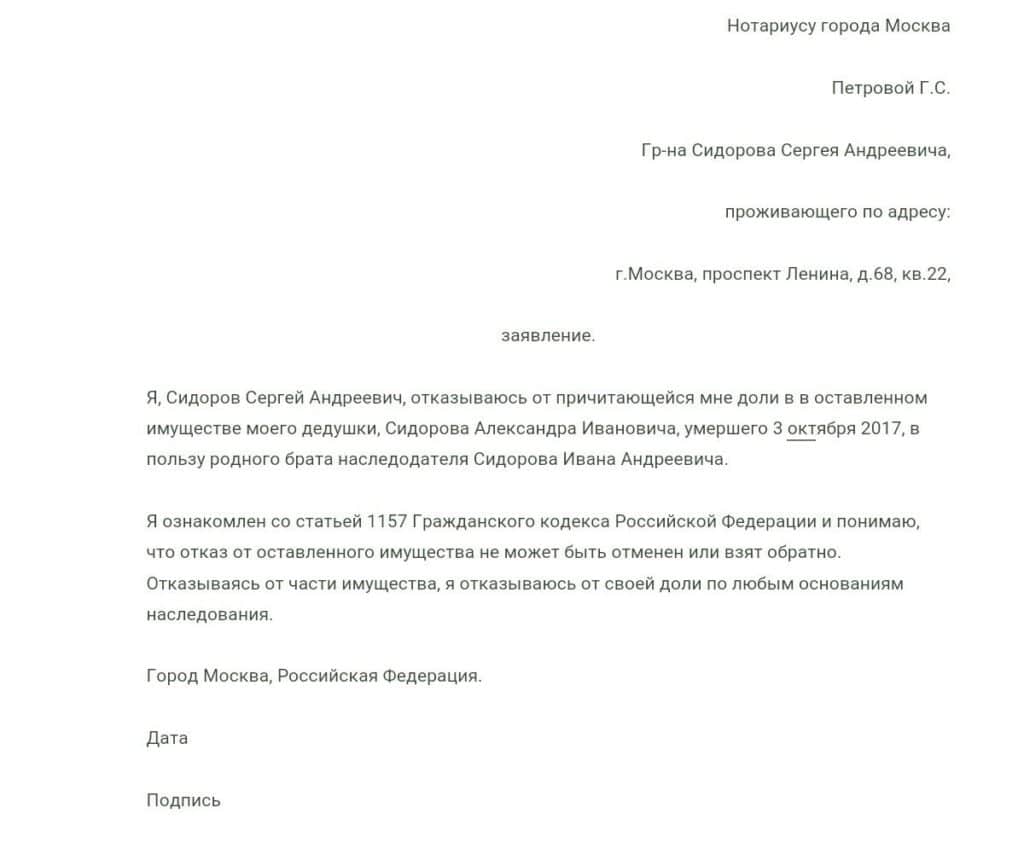 Нотариусу города Москва
Петровой Г.С.
Гр-на Сидорова Сергея Андреевича,
проживающего по адресу:
г.Москва, проспект Ленина, д.68, кв.22,
заявление.
Я, Сидоров Сергей Андреевич, отказываюсь от причитающейся мне доли в в оставленном
имуществе моего дедушки, Сидорова Александра Ивановича, умершего 3 октября 2017, в
пользу родного брата наследодателя Сидорова Ивана Андреевича.
Я ознакомлен со статьей 1157 Гражданского кодекса Российской Федерации и понимаю,
что отказ от оставленного имущества не может быть отменен или взят обратно.
Отказываясь от части имущества, я отказываюсь от своей доли по любым основаниям
наследования.
Город Москва, Российская Федерация.
Дата
Подпись